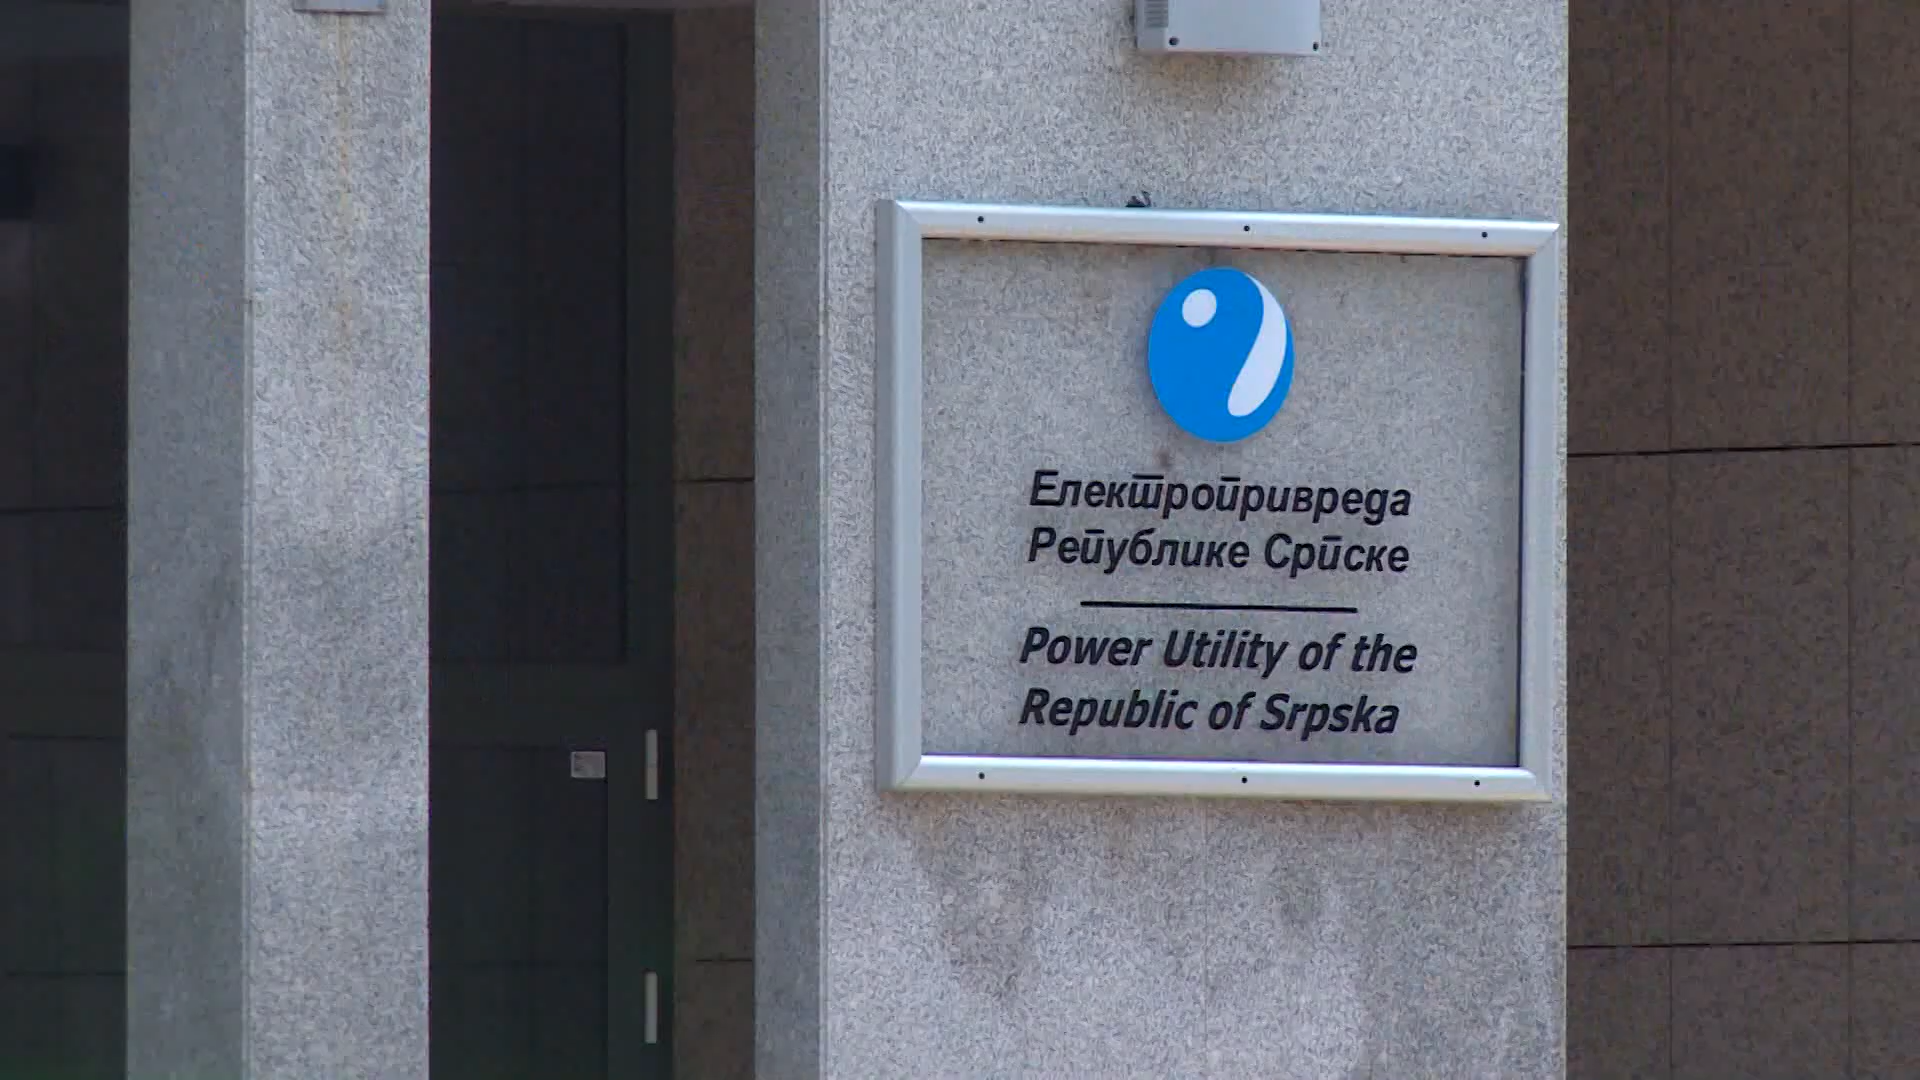 Електропривреда
Републике Српске
Power Utility of the
Republic of Srpska